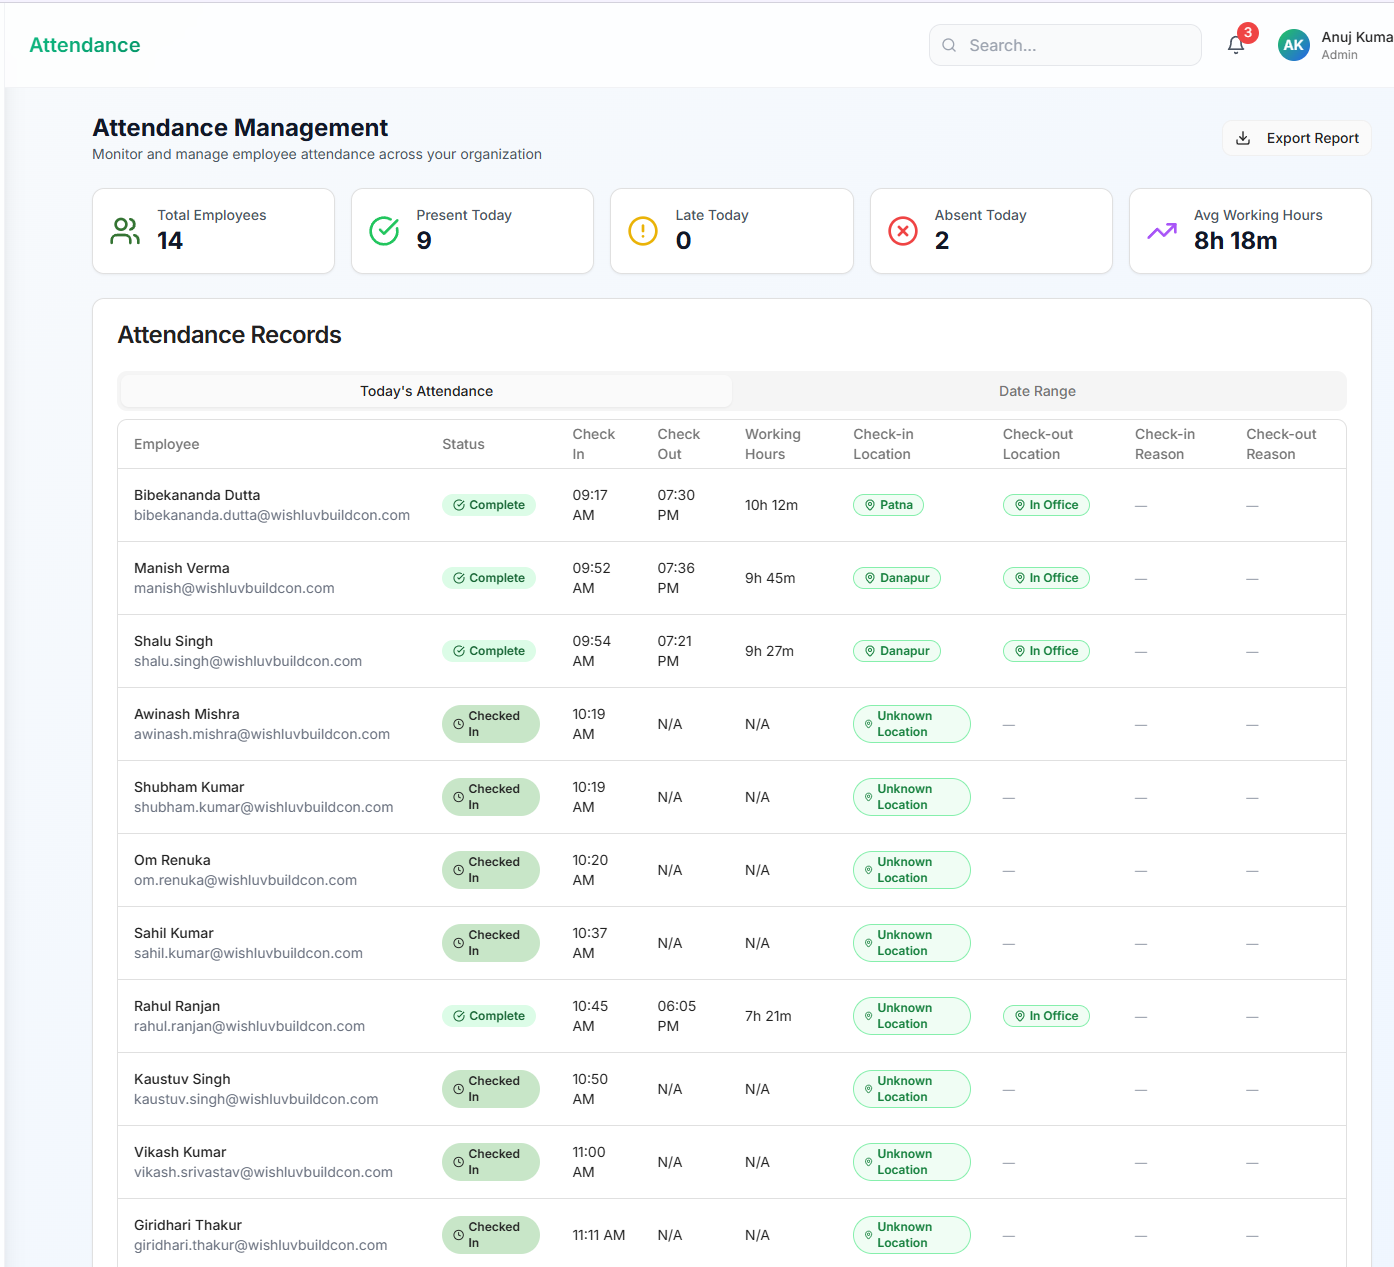 Attendance
Search...
3
AK
Anuj Kuma
Admin
Attendance Management
Monitor and manage employee attendance across your organization
Export Report
Total Employees
14
Present Today
9
Late Today
0
Absent Today
2
Avg Working Hours
8h 18m
Attendance Records
Today's Attendance
Date Range
Employee
Status
Check
In
Check
Out
Working
Hours
Check-in
Location
Check-out
Location
Check-in
Reason
Check-out
Reason
Bibekananda Dutta
bibekananda.dutta@wishluvbuildcon.com
Complete
09:17
AM
07:30
PM
10h 12m
Patna
In Office
—
—
Manish Verma
manish@wishluvbuildcon.com
Complete
09:52
AM
07:36
PM
9h 45m
Danapur
In Office
—
—
Shalu Singh
shalu.singh@wishluvbuildcon.com
Complete
09:54
AM
07:21
PM
9h 27m
Danapur
In Office
—
—
Awinash Mishra
awinash.mishra@wishluvbuildcon.com
Checked
In
10:19
AM
N/A
N/A
Unknown
Location
—
—
—
Shubham Kumar
shubham.kumar@wishluvbuildcon.com
Checked
In
10:19
AM
N/A
N/A
Unknown
Location
—
—
—
Om Renuka
om.renuka@wishluvbuildcon.com
Checked
In
10:20
AM
N/A
N/A
Unknown
Location
—
—
—
Sahil Kumar
sahil.kumar@wishluvbuildcon.com
Checked
In
10:37
AM
N/A
N/A
Unknown
Location
—
—
—
Rahul Ranjan
rahul.ranjan@wishluvbuildcon.com
Complete
10:45
AM
06:05
PM
7h 21m
Unknown
Location
In Office
—
—
Kaustuv Singh
kaustuv.singh@wishluvbuildcon.com
Checked
In
10:50
AM
N/A
N/A
Unknown
Location
—
—
—
Vikash Kumar
vikash.srivastav@wishluvbuildcon.com
Checked
In
11:00
AM
N/A
N/A
Unknown
Location
—
—
—
Giridhari Thakur
giridhari.thakur@wishluvbuildcon.com
Checked
In
11:11 AM
N/A
N/A
Unknown
Location
—
—
—